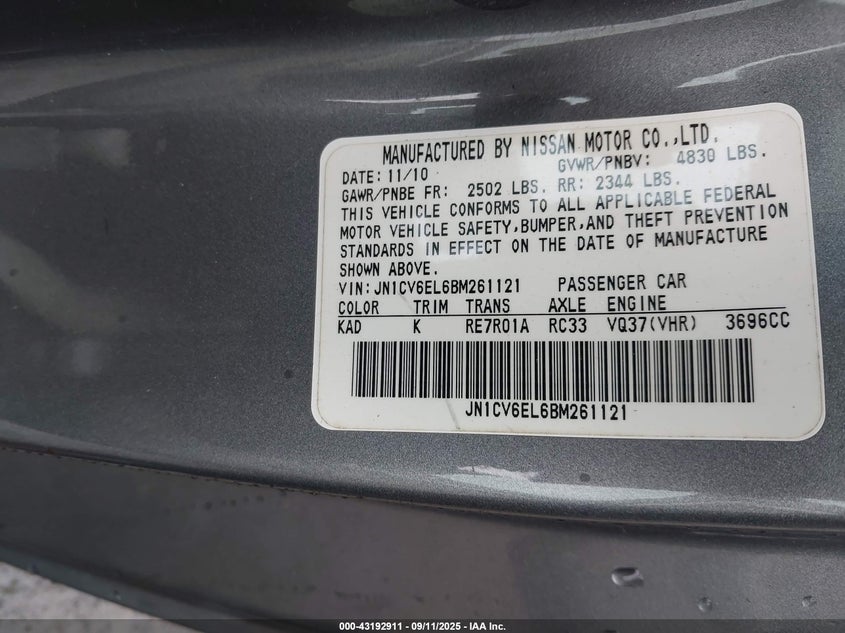 MANUFACTURED BY NISSAN MOTOR CO.,LTD.
DATE: 11/10 GVWR/PNBV: 4830 LBS.
GAWR/PNBE FR: 2502 LBS. RR: 2344 LBS.
THIS VEHICLE CONFORMS TO ALL APPLICABLE FEDERAL
MOTOR VEHICLE SAFETY,BUMPER,AND THEFT PREVENTION
STANDARDS IN EFFECT ON THE DATE OF MANUFACTURE
SHOWN ABOVE.
VIN:JN1CV6EL6BM261121 PASSENGER CAR
COLOR TRIM TRANS AXLE ENGINE
KAD K RE7R01A RC33 VQ37(VHR) 3696CC
JN1CV6EL6BM261121
000-43192911 - 09/11/2025 - IAA Inc.